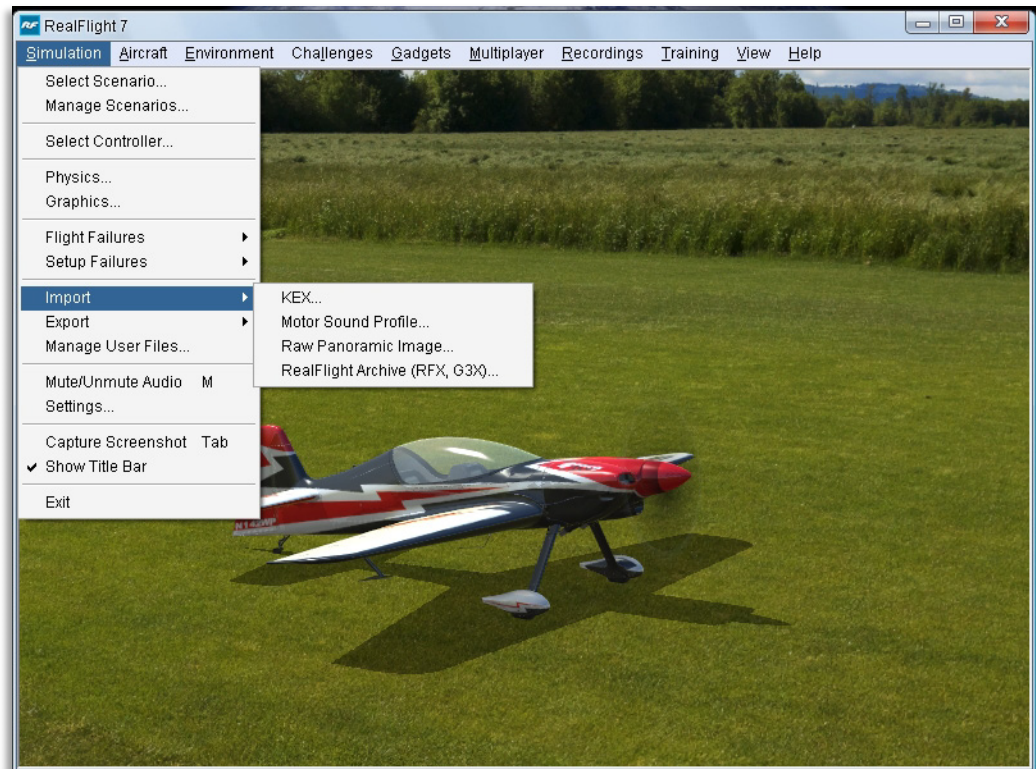 RF RealFlight 7
Simulation Aircraft Environment Challenges Gadgets Multiplayer Recordings Training View Help
Select Scenario...
Manage Scenarios...
Select Controller...
Physics...
Graphics...
Flight Failures
Setup Failures
Import
Export
Manage User Files...
Mute/Unmute Audio M
Settings...
Capture Screenshot Tab
Show Title Bar
Exit
KEX...
Motor Sound Profile...
Raw Panoramic Image...
RealFlight Archive (RFX, G3X)...
N142WP